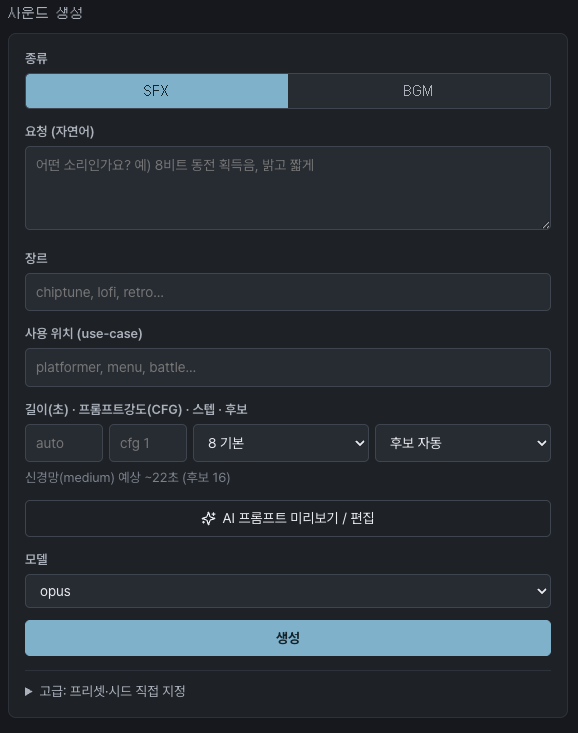 사운드 생성
종류
SFX
BGM
요청 (자연어)
어떤 소리인가요? 예) 8비트 동전 획득음, 밝고 짧게
장르
chiptune, lofi, retro...
사용 위치 (use-case)
platformer, menu, battle...
길이(초) · 프롬프트강도(CFG) · 스텝 · 후보
auto
cfg 1
8 기본
후보 자동
신경망(medium) 예상 ~22초 (후보 16)
AI 프롬프트 미리보기 / 편집
모델
opus
생성
고급: 프리셋·시드 직접 지정